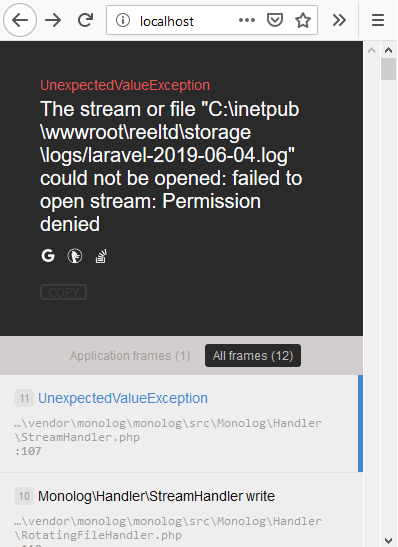 localhost
UnexpectedValueException
The stream or file "C:\inetpub
\wwwroot\reeltd\storage
\logs/laravel-2019-06-04.log"
could not be opened: failed to
open stream: Permission
denied
COPY
Application frames (1) All frames (12)
11 UnexpectedValueException
…\vendor\monolog\monolog\src\Monolog\Handler
\StreamHandler.php
:107
10 Monolog\Handler\StreamHandler write
…\vendor\monolog\monolog\src\Monolog\Handler
\RotatingFileHandler.php